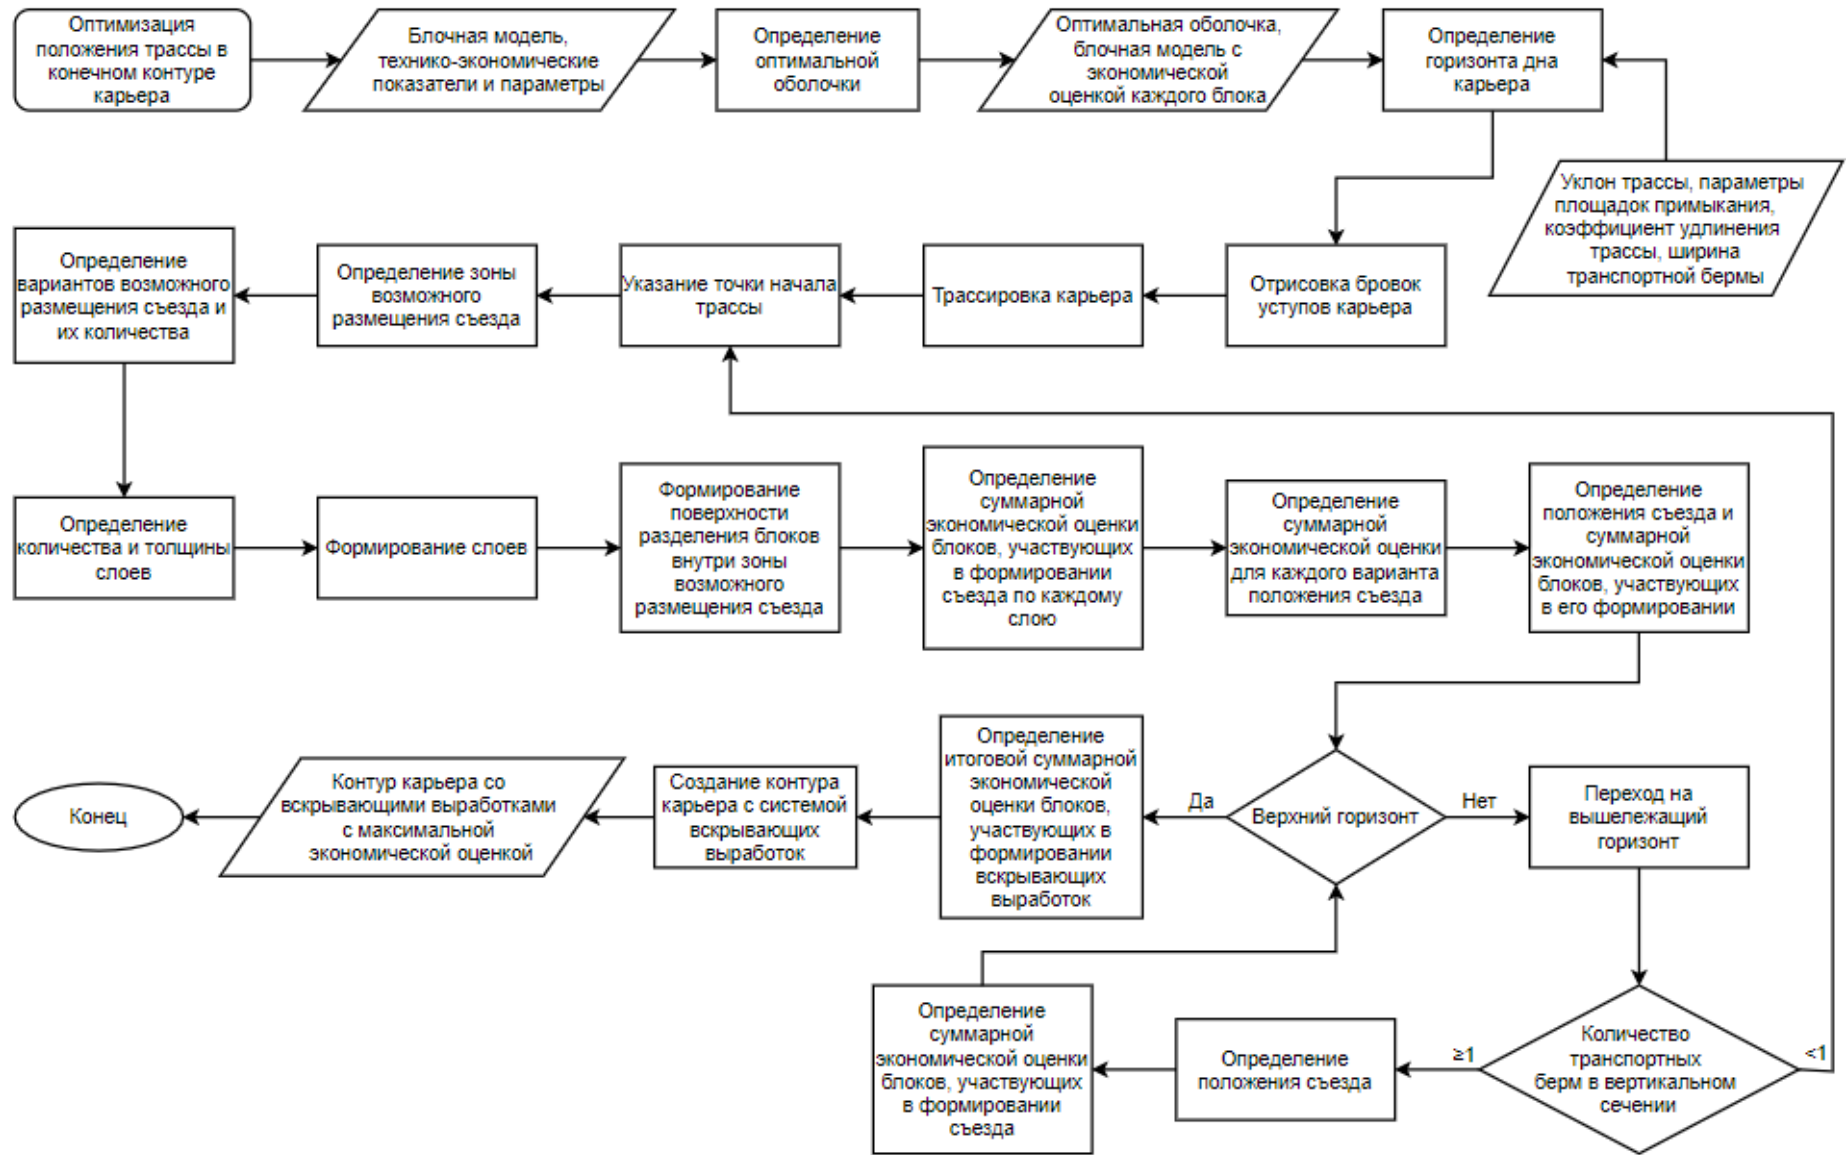 Оптимизация
положения трассы в
конечном контуре
карьера
Блочная модель,
технико-экономические
показатели и параметры
Определение
оптимальной
оболочки
Оптимальная оболочка,
блочная модель с
экономической
оценкой каждого блока
Определение
горизонта дна
карьера
Уклон трассы, параметры
площадок примыкания,
коэффициент удлинения
трассы, ширина
транспортной бермы
Отрисовка бровок
уступов карьера
Трассировка карьера
Указание точки начала
трассы
Определение зоны
возможного
размещения съезда
Определение
вариантов возможного
размещения съезда и
их количества
Определение
количества и толщины
слоев
Формирование слоев
Формирование
поверхности
разделения блоков
внутри зоны
возможного
размещения съезда
Определение
суммарной
экономической оценки
блоков, участвующих
в формировании
съезда по каждому
слою
Определение
суммарной
экономической оценки
для каждого варианта
положения съезда
Определение
положения съезда и
суммарной
экономической оценки
блоков, участвующих
в его формировании
Верхний горизонт
Да
Нет
Определение
итоговой суммарной
экономической
оценки блоков,
участвующих в
формировании
вскрывающих
выработок
Создание контура
карьера с системой
вскрывающих
выработок
Контур карьера со
вскрывающими выработками
с максимальной
экономической оценкой
Конец
Переход на
вышележащий
горизонт
Количество
транспортных
берм в вертикальном
сечении
≥1
<1
Определение
положения съезда
Определение
суммарной
экономической оценки
блоков, участвующих
в формировании
съезда